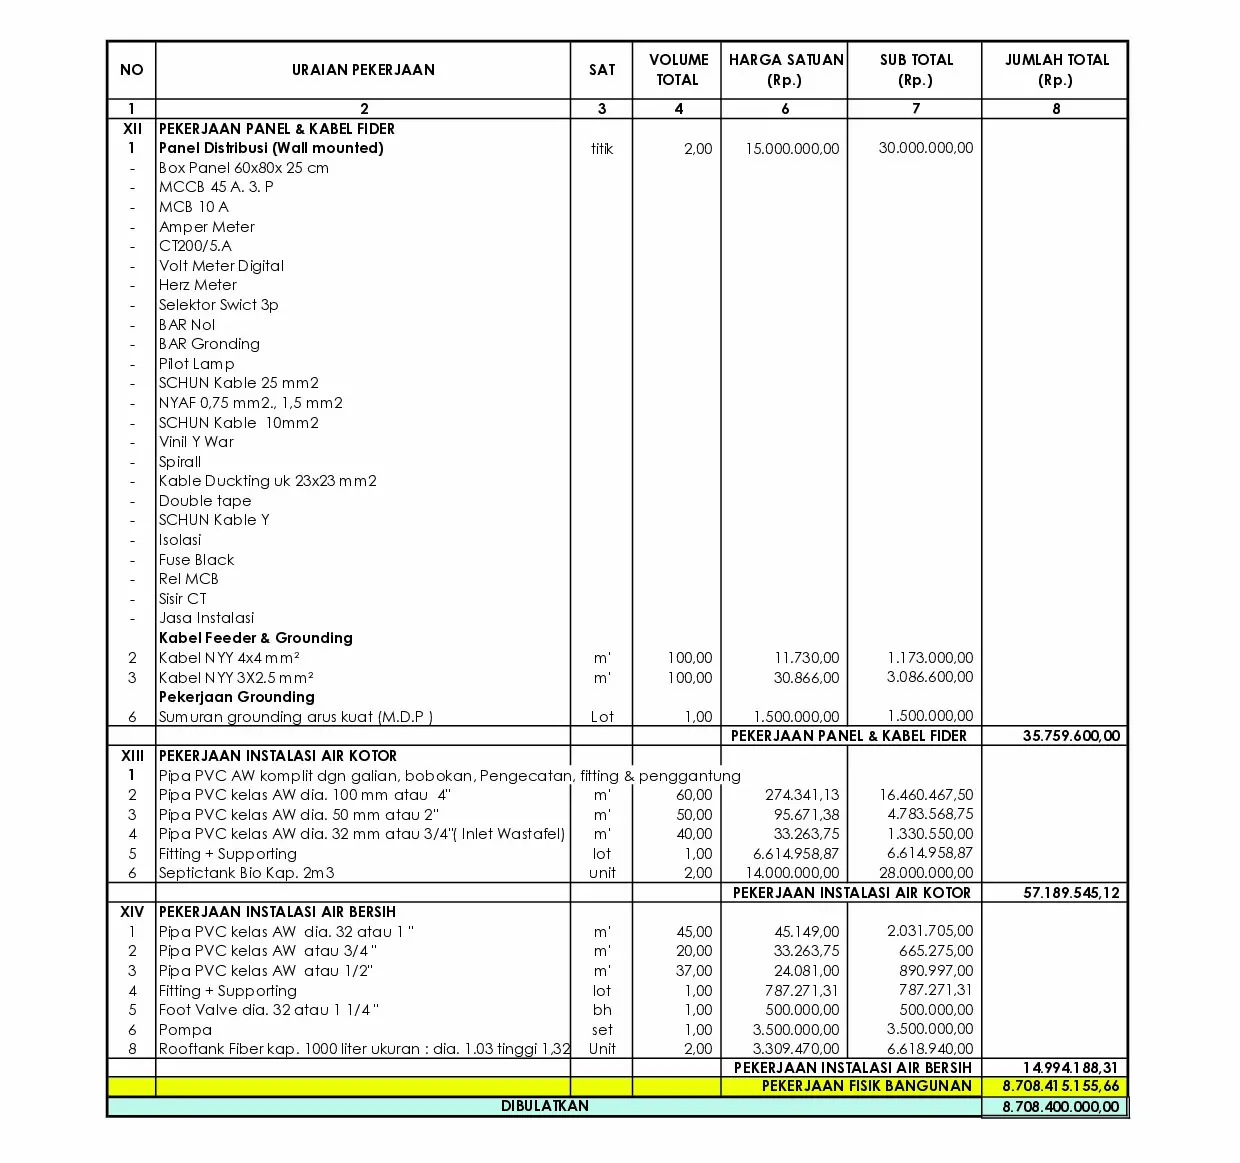 NO URAIAN PEKERJAAN SAT VOLUME TOTAL HARGA SATUAN (Rp.) SUB TOTAL (Rp.) JUMLAH TOTAL (Rp.)
1 2 3 4 6 7 8
XII PEKERJAAN PANEL & KABEL FIDER
1 Panel Distribusi (Wall mounted) titik 2,00 15.000.000,00 30.000.000,00
- Box Panel 60x80x 25 cm
- MCCB 45 A. 3. P
- MCB 10 A
- Amper Meter
- CT200/5.A
- Volt Meter Digital
- Herz Meter
- Selektor Swict 3p
- BAR Nol
- BAR Gronding
- Pilot Lamp
- SCHUN Kable 25 mm2
- NYAF 0,75 mm2., 1,5 mm2
- SCHUN Kable 10mm2
- Vinil Y War
- Spirall
- Kable Duckting uk 23x23 mm2
- Double tape
- SCHUN Kable Y
- Isolasi
- Fuse Black
- Rel MCB
- Sisir CT
- Jasa Instalasi
Kabel Feeder & Grounding
2 Kabel NYY 4x4 mm² m' 100,00 11.730,00 1.173.000,00
3 Kabel NYY 3X2.5 mm² m' 100,00 30.866,00 3.086.600,00
Pekerjaan Grounding
6 Sumuran grounding arus kuat (M.D.P ) Lot 1,00 1.500.000,00 1.500.000,00
PEKERJAAN PANEL & KABEL FIDER 35.759.600,00
XIII PEKERJAAN INSTALASI AIR KOTOR
1 Pipa PVC AW komplit dgn galian, bobokan, Pengecatan, fitting & penggantung
2 Pipa PVC kelas AW dia. 100 mm atau 4" m' 60,00 274.341,13 16.460.467,50
3 Pipa PVC kelas AW dia. 50 mm atau 2" m' 50,00 95.671,38 4.783.568,75
4 Pipa PVC kelas AW dia. 32 mm atau 3/4"( Inlet Wastafel) m' 40,00 33.263,75 1.330.550,00
5 Fitting + Supporting lot 1,00 6.614.958,87 6.614.958,87
6 Septictank Bio Kap. 2m3 unit 2,00 14.000.000,00 28.000.000,00
PEKERJAAN INSTALASI AIR KOTOR 57.189.545,12
XIV PEKERJAAN INSTALASI AIR BERSIH
1 Pipa PVC kelas AW dia. 32 atau 1 " m' 45,00 45.149,00 2.031.705,00
2 Pipa PVC kelas AW atau 3/4 " m' 20,00 33.263,75 665.275,00
3 Pipa PVC kelas AW atau 1/2" m' 37,00 24.081,00 890.997,00
4 Fitting + Supporting lot 1,00 787.271,31 787.271,31
5 Foot Valve dia. 32 atau 1 1/4 " bh 1,00 500.000,00 500.000,00
6 Pompa set 1,00 3.500.000,00 3.500.000,00
8 Rooftank Fiber kap. 1000 liter ukuran : dia. 1.03 tinggi 1,32 Unit 2,00 3.309.470,00 6.618.940,00
PEKERJAAN INSTALASI AIR BERSIH 14.994.188,31
PEKERJAAN FISIK BANGUNAN 8.708.415.155,66
DIBULATKAN 8.708.400.000,00